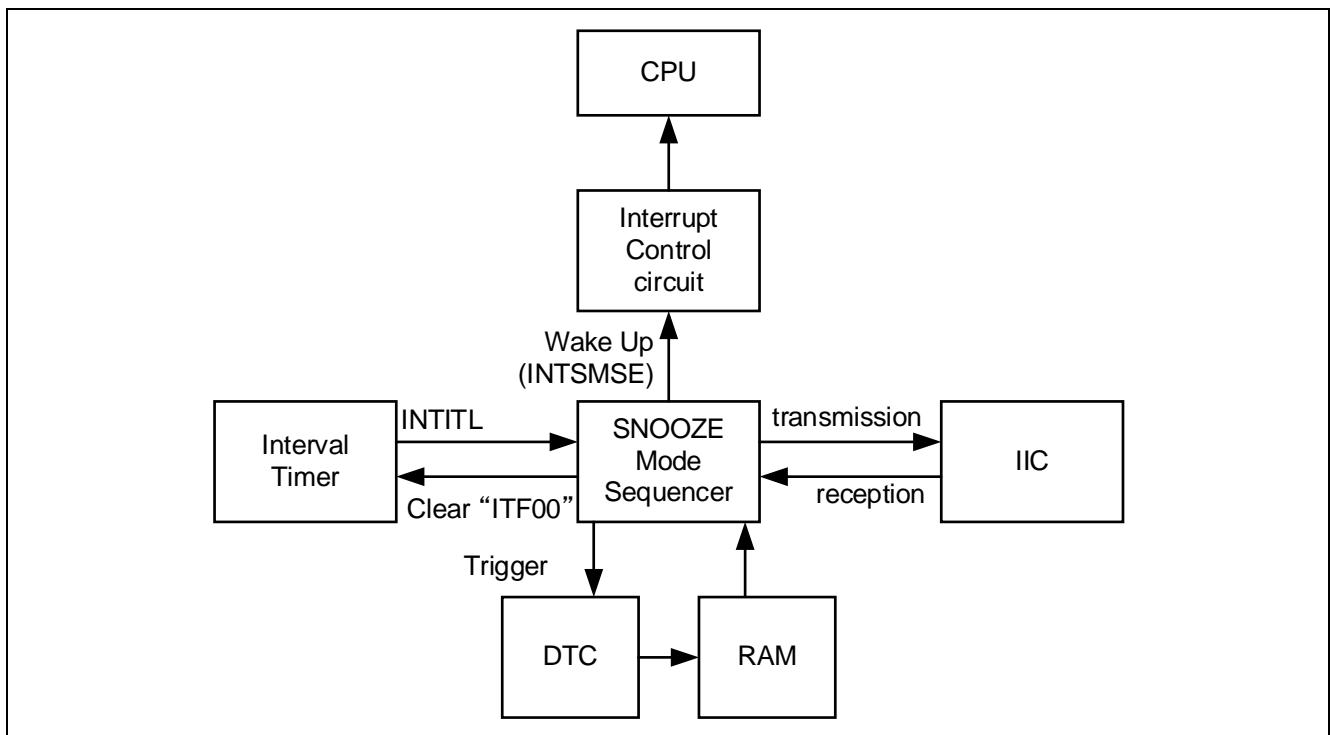 CPU
Interrupt
Control
circuit
Wake Up
(INTSMSE)
Interval
Timer
INTITL
Clear “ITF00”
SNOOZE
Mode
Sequencer
transmission
reception
IIC
Trigger
DTC
RAM